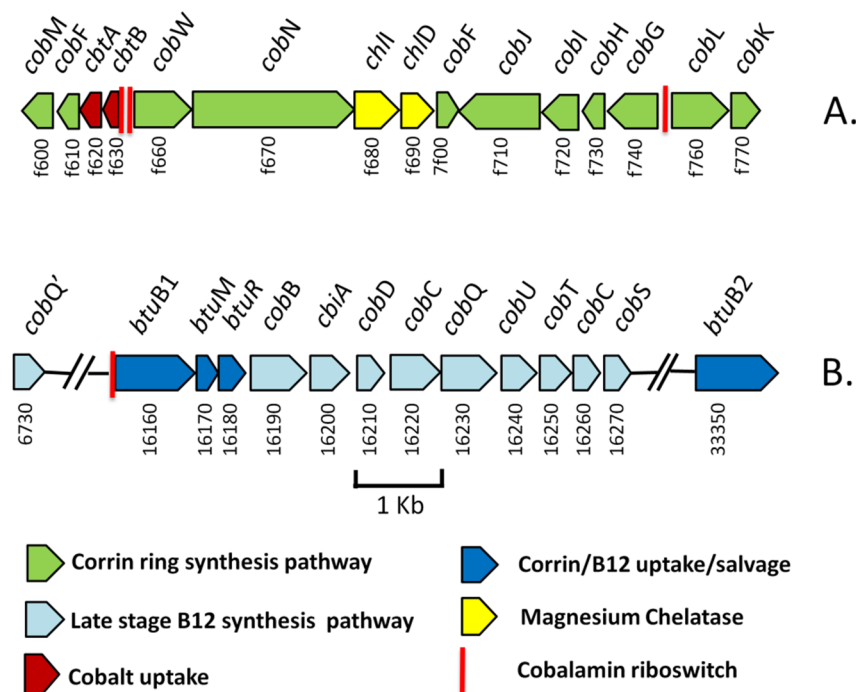 cobM cobF cbtA cbtB cobW cobN chlI chlD cobF cobJ cobI cobH cobG cobL cobK
A.
f600 f610 f620 f630 f660 f670 f680 f690 7f00 f710 f720 f730 f740 f760 f770
cobQ' btuB1 btuM btuR cobB cbiA cobD cobC cobQ cobU cobT cobC cobS btuB2
B.
6730 16160 16170 16180 16190 16200 16210 16220 16230 16240 16250 16260 16270 33350
1 Kb
Corrin ring synthesis pathway
Corrin/B12 uptake/salvage
Late stage B12 synthesis pathway
Magnesium Chelatase
Cobalt uptake
Cobalamin riboswitch